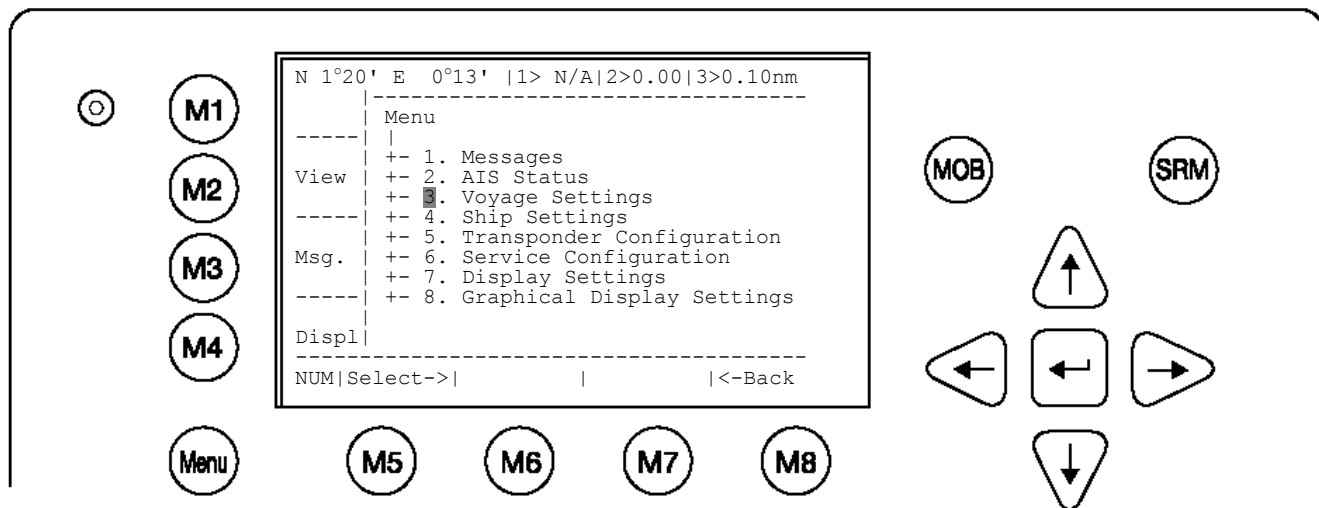 N 1°20' E  0°13' |1> N/A|2>0.00|3>0.10nm
M1
Menu
1. Messages
View
2. AIS Status
M2
3. Voyage Settings
4. Ship Settings
5. Transponder Configuration
Msg.
6. Service Configuration
M3
7. Display Settings
8. Graphical Display Settings
Displ
M4
NUM|Select->|         |         |<-Back
MOB
SRM
Menu
M5
M6
M7
M8